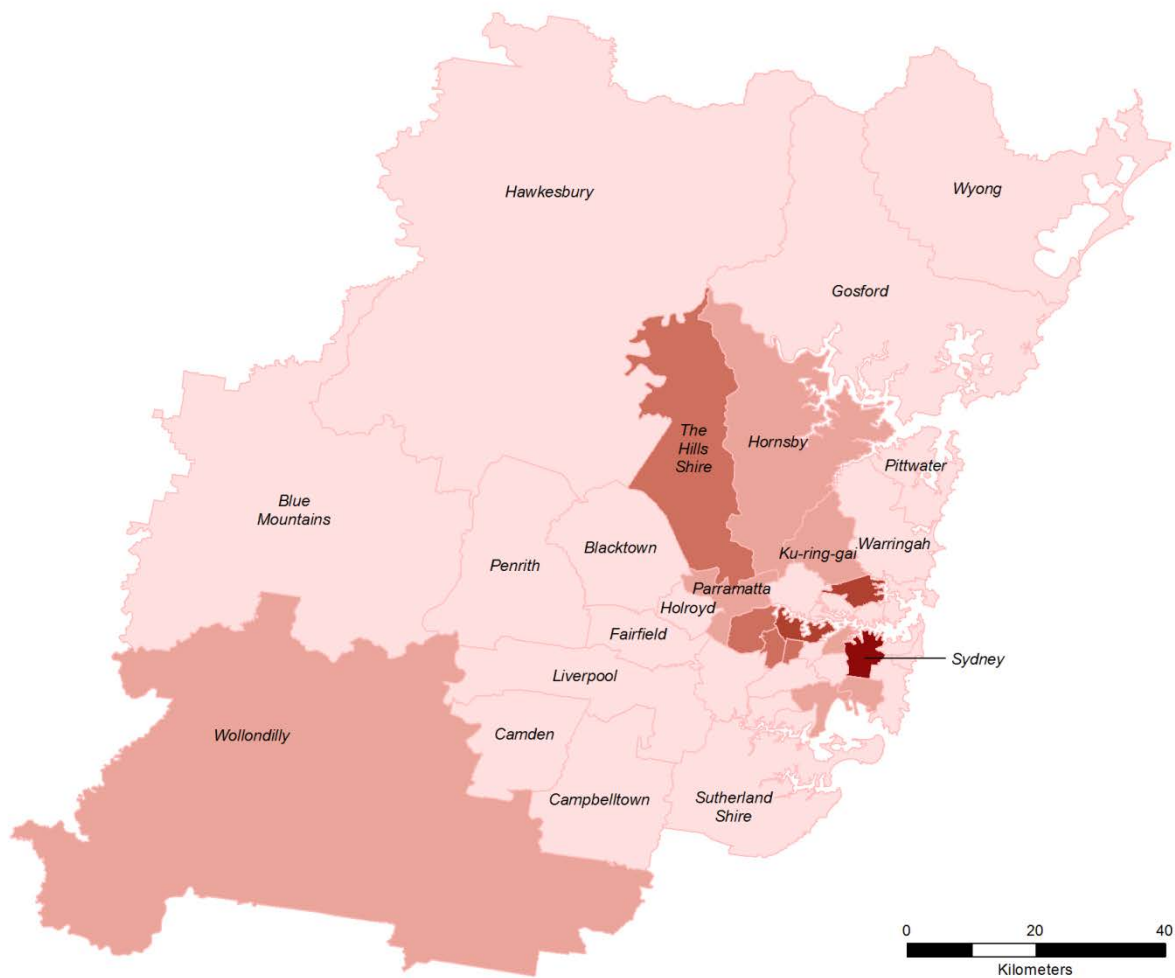 Hawkesbury
Wyong
Gosford
The
Hills
Shire
Hornsby
Pittwater
Blue
Mountains
Blacktown
Ku-ring-gai
Warringah
Penrith
Parramatta
Holroyd
Fairfield
Sydney
Liverpool
Wollondilly
Camden
Campbelltown
Sutherland
Shire
0 20 40
Kilometers